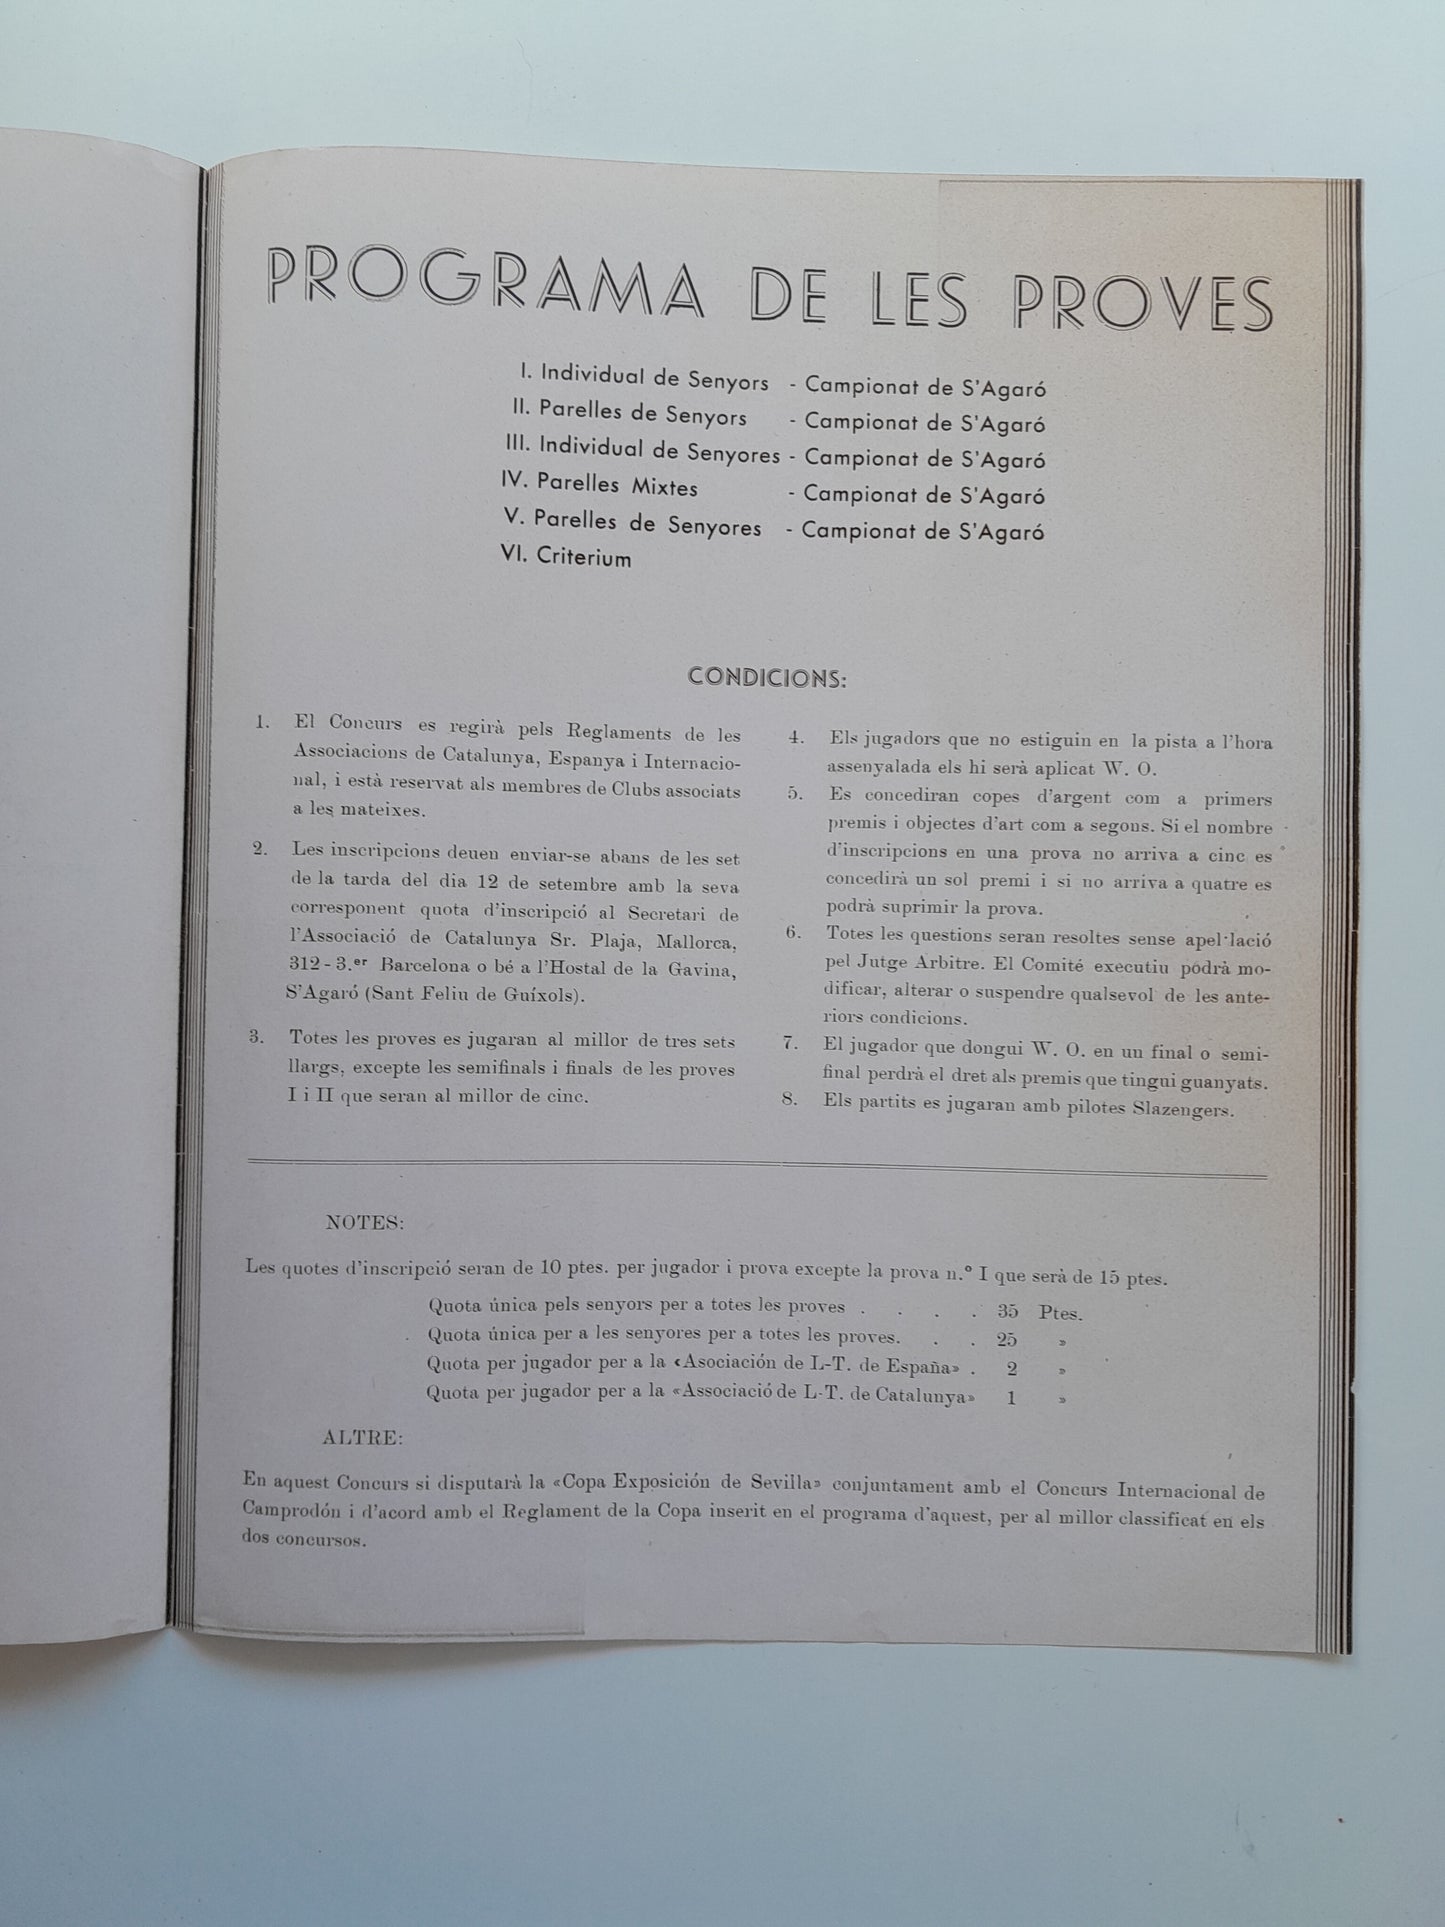 PROGRAMA DE LES PROVES
I. Individual de Senyors - Campionat de S'Agaró
II. Parelles de Senyors - Campionat de S'Agaró
III. Individual de Senyores - Campionat de S'Agaró
IV. Parelles Mixtes - Campionat de S'Agaró
V. Parelles de Senyores - Campionat de S'Agaró
VI. Criterium
CONDICIONS:
1. El Concurs es regirà pels Reglaments de les
Associacions de Catalunya, Espanya i Internacio-
nal, i està reservat als membres de Clubs associats
a les mateixes.
2. Les inscripcions deuen enviar-se abans de les set
de la tarda del dia 12 de setembre amb la seva
corresponent quota d'inscripció al Secretari de
l'Associació de Catalunya Sr. Plaja, Mallorca,
312 - 3.er Barcelona o bé a l'Hostal de la Gavina,
S'Agaró (Sant Feliu de Guíxols).
3. Totes les proves es jugaran al millor de tres sets
llargs, excepte les semifinals i finals de les proves
I i II que seran al millor de cinc.
4. Els jugadors que no estiguin en la pista a l'hora
assenyalada els hi serà aplicat W. O.
5. Es concediran copes d'argent com a primers
premis i objectes d'art com a segons. Si el nombre
d'inscripcions en una prova no arriva a cinc es
concedirà un sol premi i si no arriva a quatre es
podrà suprimir la prova.
6. Totes les questions seran resoltes sense apel·lació
pel Jutge Arbitre. El Comité executiu podrà mo-
dificar, alterar o suspendre qualsevol de les ante-
riors condicions.
7. El jugador que dongui W. O. en un final o semi-
final perdrà el dret als premis que tingui guanyats.
8. Els partits es jugaran amb pilotes Slazengers.
NOTES:
Les quotes d'inscripció seran de 10 ptes. per jugador i prova excepte la prova n.º I que serà de 15 ptes.
Quota única pels senyors per a totes les proves . . . . 35 Ptes.
Quota única per a les senyores per a totes les proves. . . 25 »
Quota per jugador per a la «Asociación de L-T. de España» . 2 »
Quota per jugador per a la «Associació de L-T. de Catalunya» 1 »
ALTRE:
En aquest Concurs si disputarà la «Copa Exposición de Sevilla» conjuntament amb el Concurs Internacional de
Camprodón i d'acord amb el Reglament de la Copa inserit en el programa d'aquest, per al millor classificat en els
dos concursos.